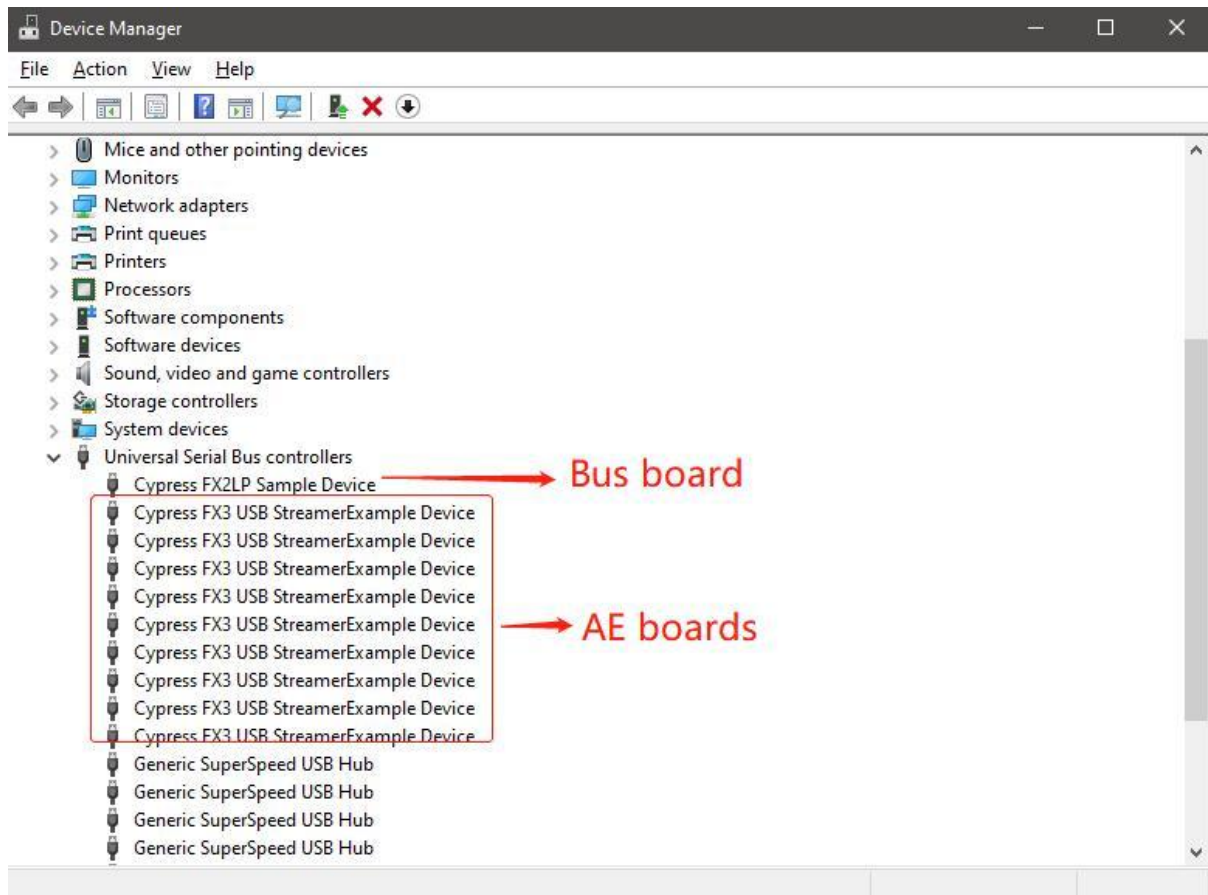 Device Manager
File Action View Help
Mice and other pointing devices
Monitors
Network adapters
Print queues
Printers
Processors
Software components
Software devices
Sound, video and game controllers
Storage controllers
System devices
Universal Serial Bus controllers
Cypress FX2LP Sample Device Bus board
Cypress FX3 USB StreamerExample Device
Cypress FX3 USB StreamerExample Device
Cypress FX3 USB StreamerExample Device
Cypress FX3 USB StreamerExample Device
Cypress FX3 USB StreamerExample Device AE boards
Cypress FX3 USB StreamerExample Device
Cypress FX3 USB StreamerExample Device
Cypress FX3 USB StreamerExample Device
Cypress FX3 USB StreamerExample Device
Generic SuperSpeed USB Hub
Generic SuperSpeed USB Hub
Generic SuperSpeed USB Hub
Generic SuperSpeed USB Hub